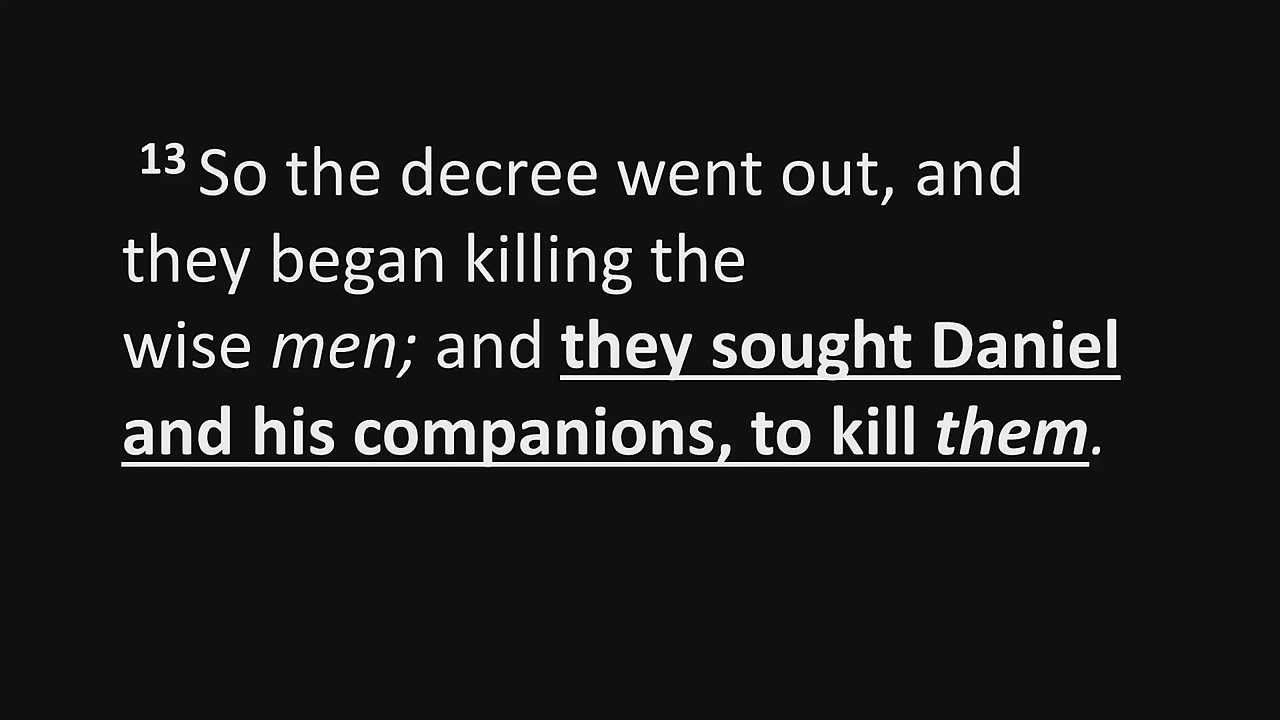 13 So the decree went out, and
they began killing the
wise men; and they sought Daniel
and his companions, to kill them.